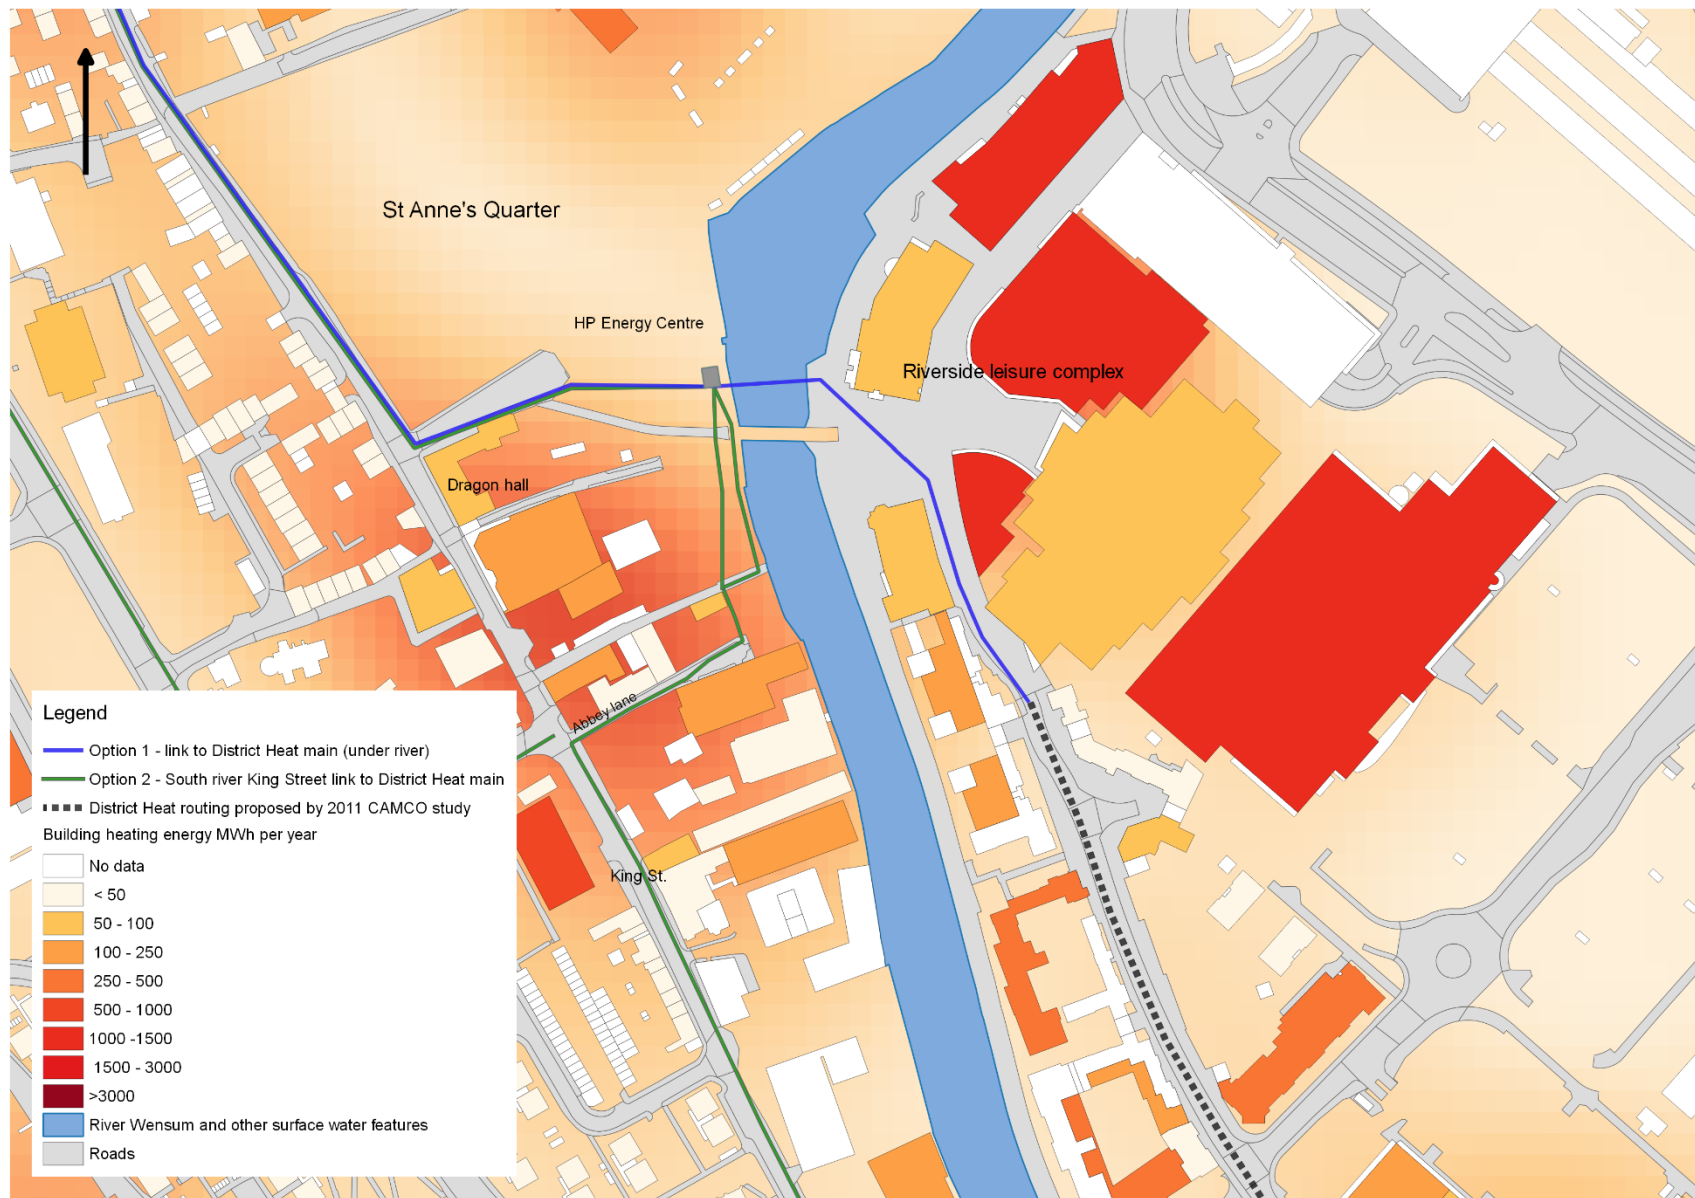 St Anne's Quarter
HP Energy Centre
Riverside leisure complex
Dragon hall
Abbey lane
King St.
Legend
Option 1 - link to District Heat main (under river)
Option 2 - South river King Street link to District Heat main
District Heat routing proposed by 2011 CAMCO study
Building heating energy MWh per year
No data
< 50
50 - 100
100 - 250
250 - 500
500 - 1000
1000 -1500
1500 - 3000
>3000
River Wensum and other surface water features
Roads